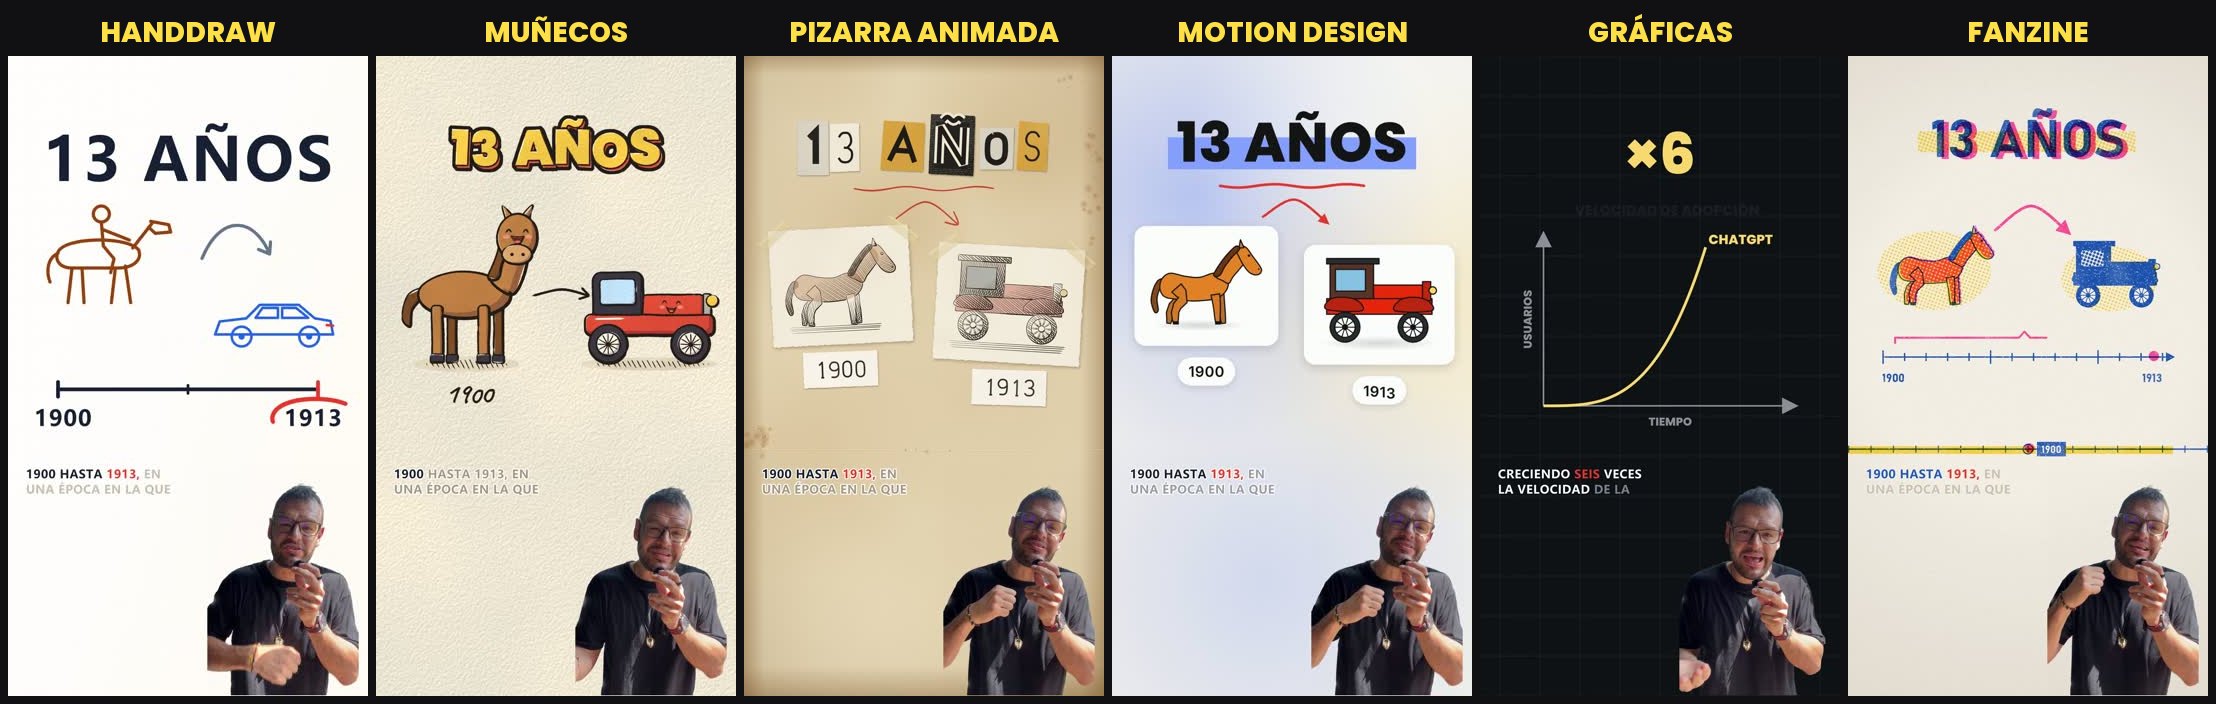 HANDDRAW
13 AÑOS
1900
1913
1900 HASTA 1913, EN
UNA ÉPOCA EN LA QUE
MUÑECOS
13 AÑOS
1900
1900 HASTA 1913, EN
UNA ÉPOCA EN LA QUE
PIZARRA ANIMADA
13 AÑOS
1900
1913
1900 HASTA 1913, EN
UNA ÉPOCA EN LA QUE
MOTION DESIGN
13 AÑOS
1900
1913
1900 HASTA 1913, EN
UNA ÉPOCA EN LA QUE
GRÁFICAS
×6
VELOCIDAD DE ADOPCIÓN
CHATGPT
USUARIOS
TIEMPO
CRECIENDO SEIS VECES
LA VELOCIDAD DE LA
FANZINE
13 AÑOS
1900
1913
1900
1900 HASTA 1913, EN
UNA ÉPOCA EN LA QUE